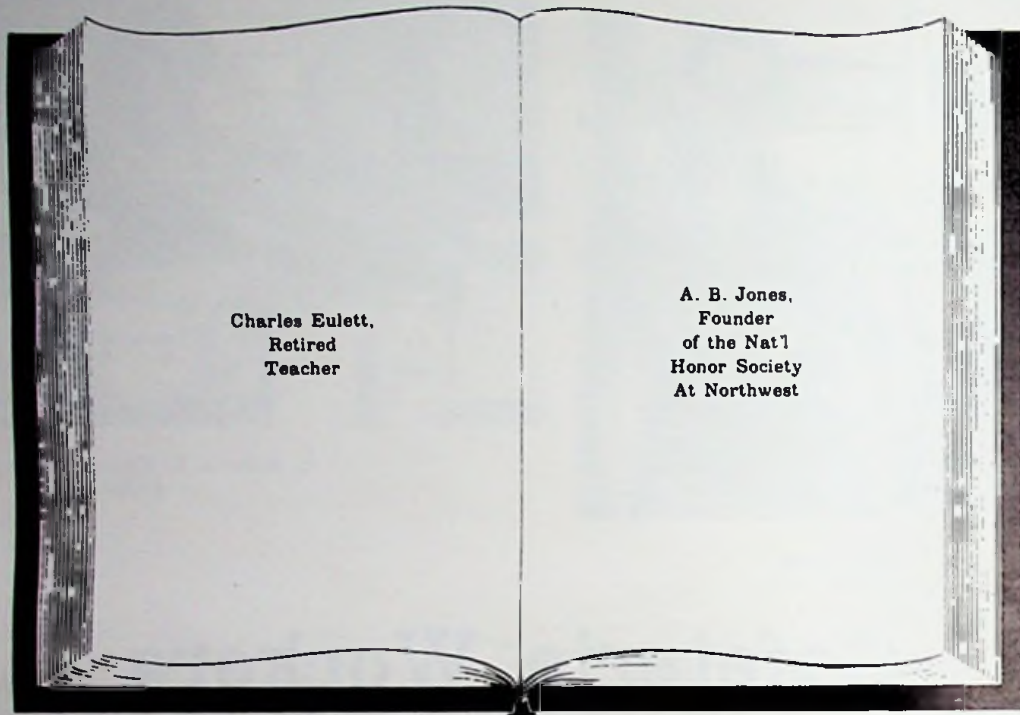 Charles Eulett,
Retired
Teacher
A. B. Jones,
Founder
of the Nat'l
Honor Society
At Northwest